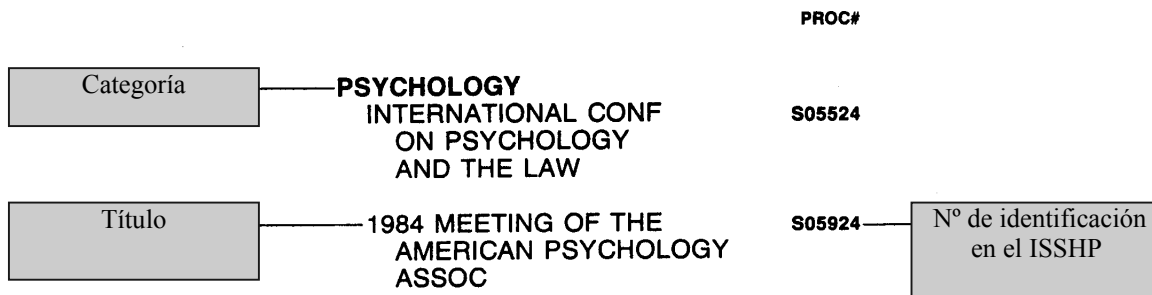 PROC#
Categoría
PSYCHOLOGY
INTERNATIONAL CONF S05524
ON PSYCHOLOGY
AND THE LAW
Título
1984 MEETING OF THE S05924
AMERICAN PSYCHOLOGY
ASSOC
Nº de identificación
en el ISSHP